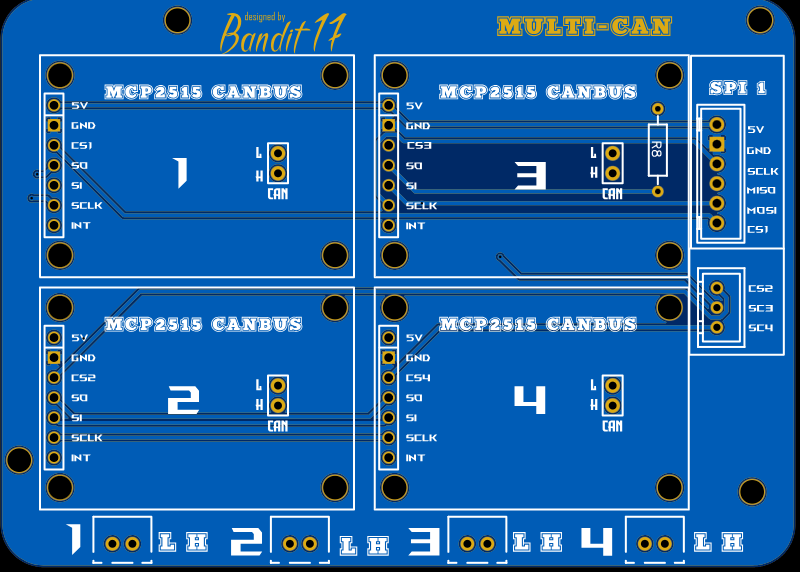 designed by
Bandit 17
MULTI-CAN
MCP2515 CANBUS
5V
GND
CS1
SO
SI
SCLK
INT
1
L
H
CAN
MCP2515 CANBUS
5V
GND
CS3
SO
SI
SCLK
INT
3
L
H
CAN
R8
SPI 1
5V
GND
SCLK
MISO
MOSI
CS1
CS2
SC3
SC4
MCP2515 CANBUS
5V
GND
CS2
SO
SI
SCLK
INT
2
L
H
CAN
MCP2515 CANBUS
5V
GND
CS4
SO
SI
SCLK
INT
4
L
H
CAN
1 L H 2 L H 3 L H 4 L H